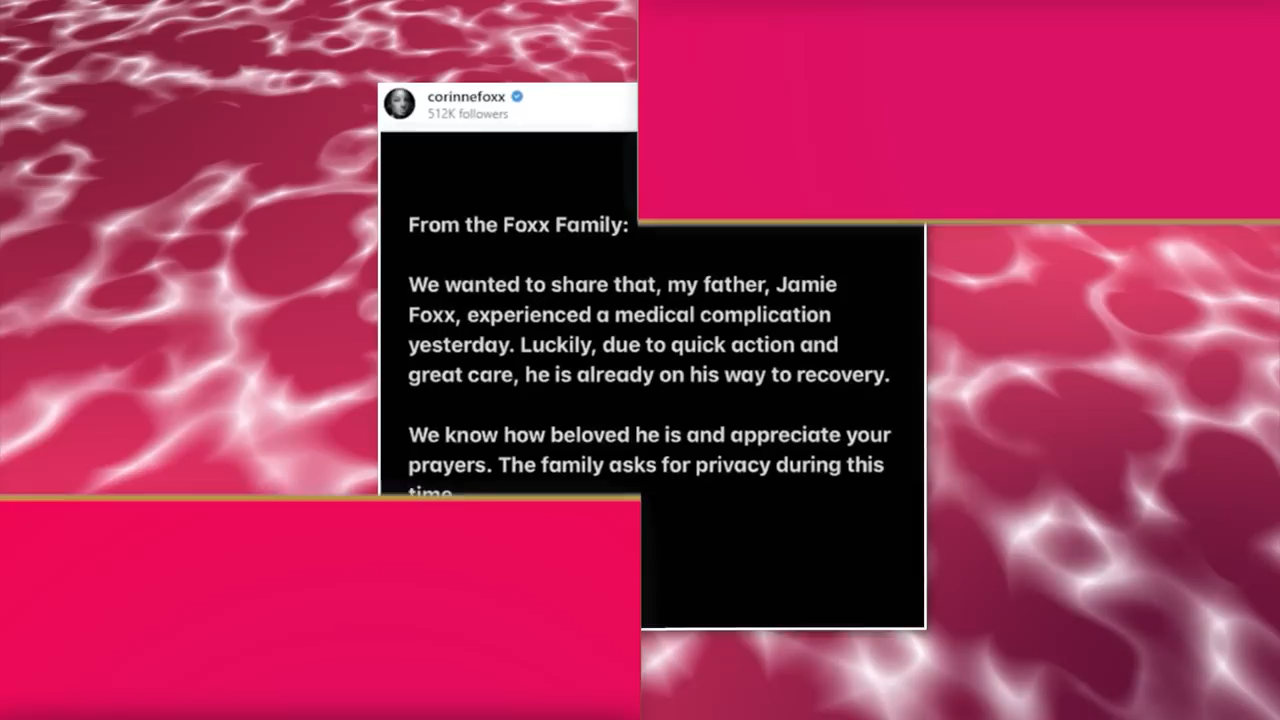 corinnefoxx
512K followers
From the Foxx Family:
We wanted to share that, my father, Jamie
Foxx, experienced a medical complication
yesterday. Luckily, due to quick action and
great care, he is already on his way to recovery.
We know how beloved he is and appreciate your
prayers. The family asks for privacy during this
time